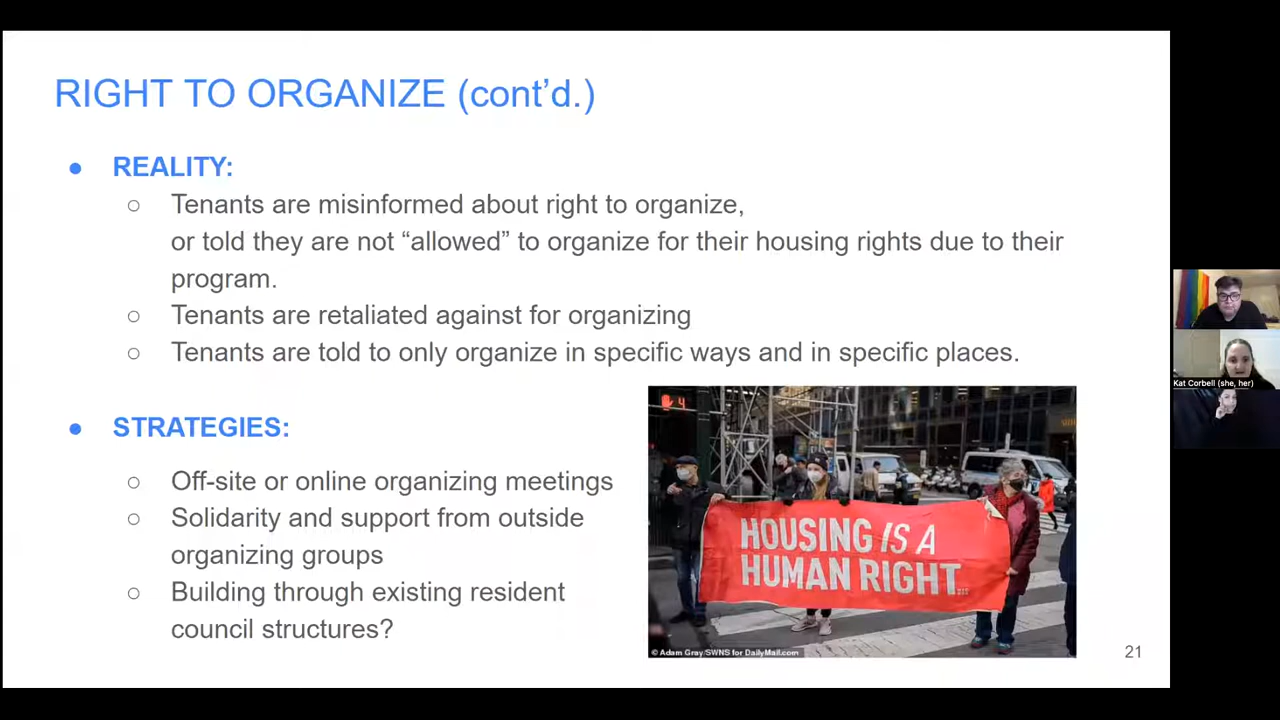 RIGHT TO ORGANIZE (cont’d.)
● REALITY:
○ Tenants are misinformed about right to organize,
or told they are not “allowed” to organize for their housing rights due to their
program.
○ Tenants are retaliated against for organizing
○ Tenants are told to only organize in specific ways and in specific places.
● STRATEGIES:
○ Off-site or online organizing meetings
○ Solidarity and support from outside
organizing groups
○ Building through existing resident
council structures?
4
HOUSING IS A
HUMAN RIGHT
© Adam Gray/SWNS for DailyMail.com
21
Kat Corbell (she, her)